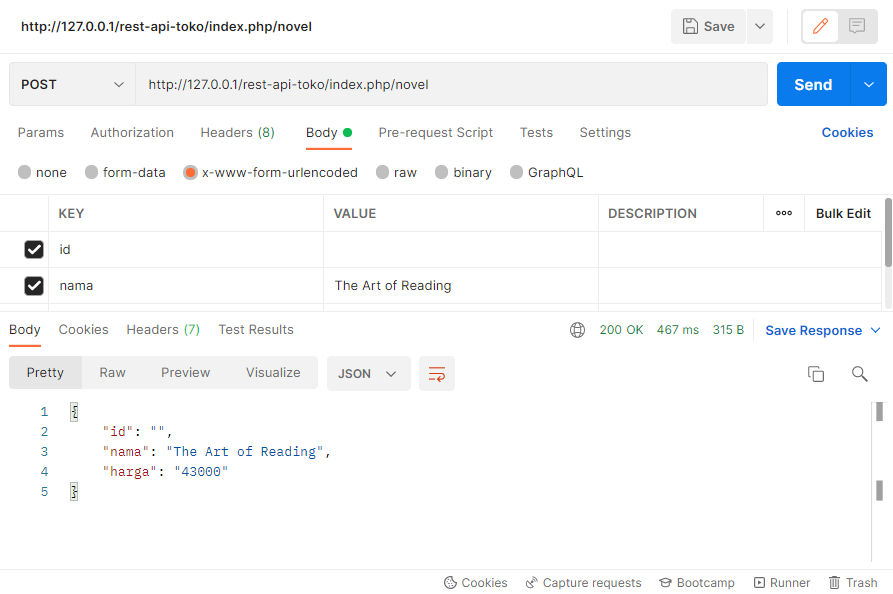 http://127.0.0.1/rest-api-toko/index.php/novel Save
POST http://127.0.0.1/rest-api-toko/index.php/novel Send
Params Authorization Headers (8) Body Pre-request Script Tests Settings Cookies
none form-data x-www-form-urlencoded raw binary GraphQL
KEY VALUE DESCRIPTION Bulk Edit
id
nama The Art of Reading
Body Cookies Headers (7) Test Results 200 OK 467 ms 315 B Save Response
Pretty Raw Preview Visualize JSON
1 {
2 "id": "",
3 "nama": "The Art of Reading",
4 "harga": "43000"
5 }
Cookies Capture requests Bootcamp Runner Trash